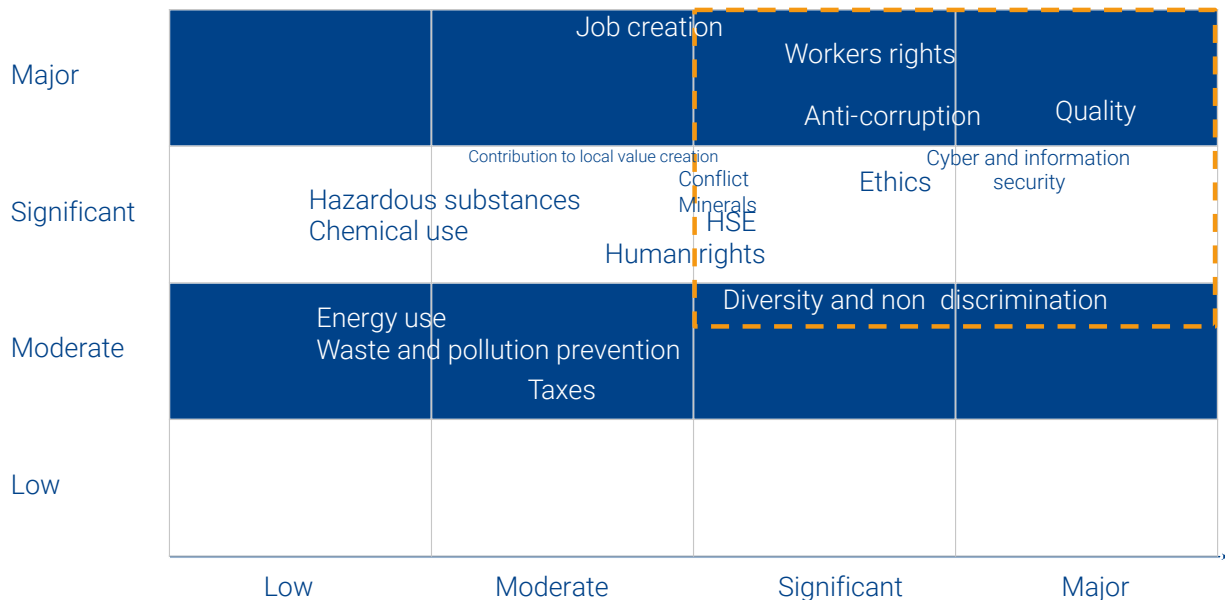 Job creation
Major
Workers rights
Anti-corruption
Quality
Contribution to local value creation
Cyber and information
security
Conflict
Minerals
Ethics
Significant
Hazardous substances
Chemical use
HSE
Human rights
Diversity and non  discrimination
Moderate
Energy use
Waste and pollution prevention
Taxes
Low
Low
Moderate
Significant
Major